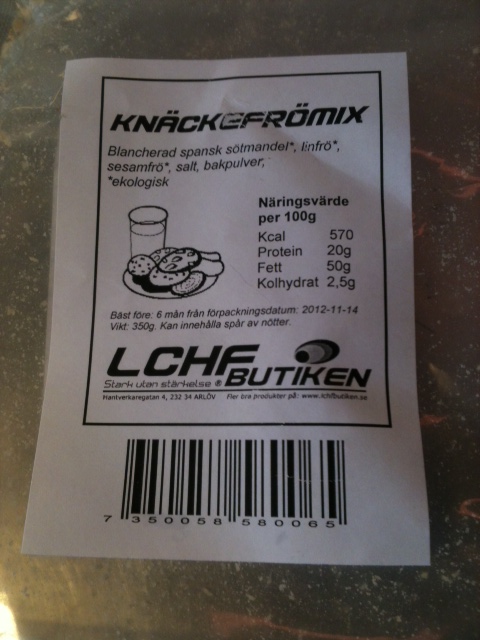 KNÄCKEFRÖMIX
Blancherad spansk sötmandel*, linfrö*,
sesamfrö*, salt, bakpulver,
*ekologisk
Näringsvärde
per 100g
Kcal 570
Protein 20g
Fett 50g
Kolhydrat 2,5g
Bäst före: 6 mån från förpackningsdatum: 2012-11-14
Vikt: 350g. Kan innehålla spår av nötter.
LCHF
Stark utan stärkelse ® BUTIKEN
Hantverkaregatan 4, 232 34 ARLÖV Fler bra produkter på: www.lchfbutiken.se
7 350058 580065